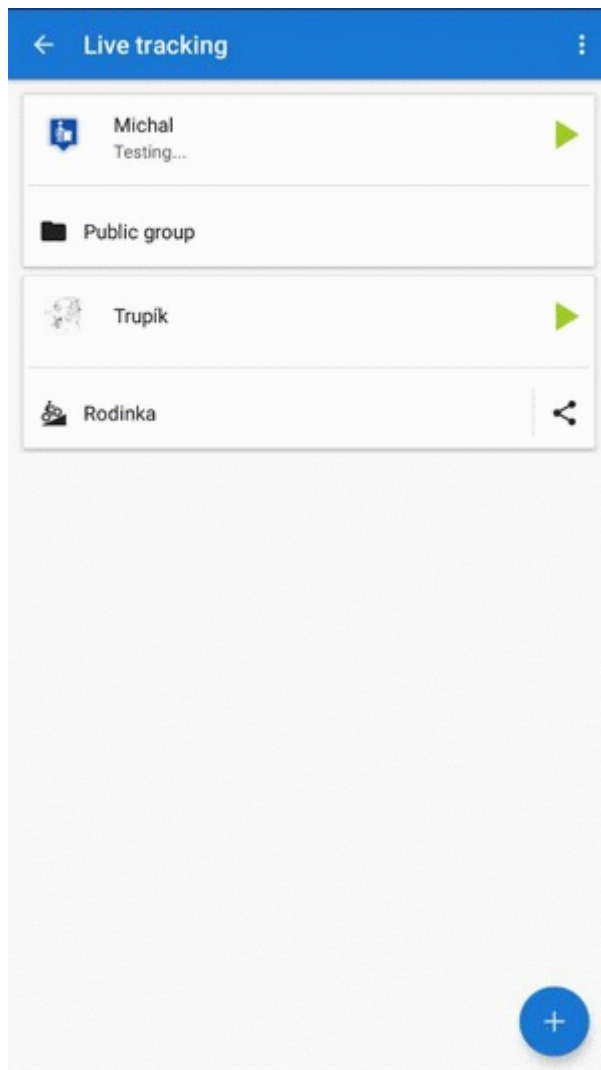 Live tracking
Michal
Testing...
Public group
Trupík
Rodinka